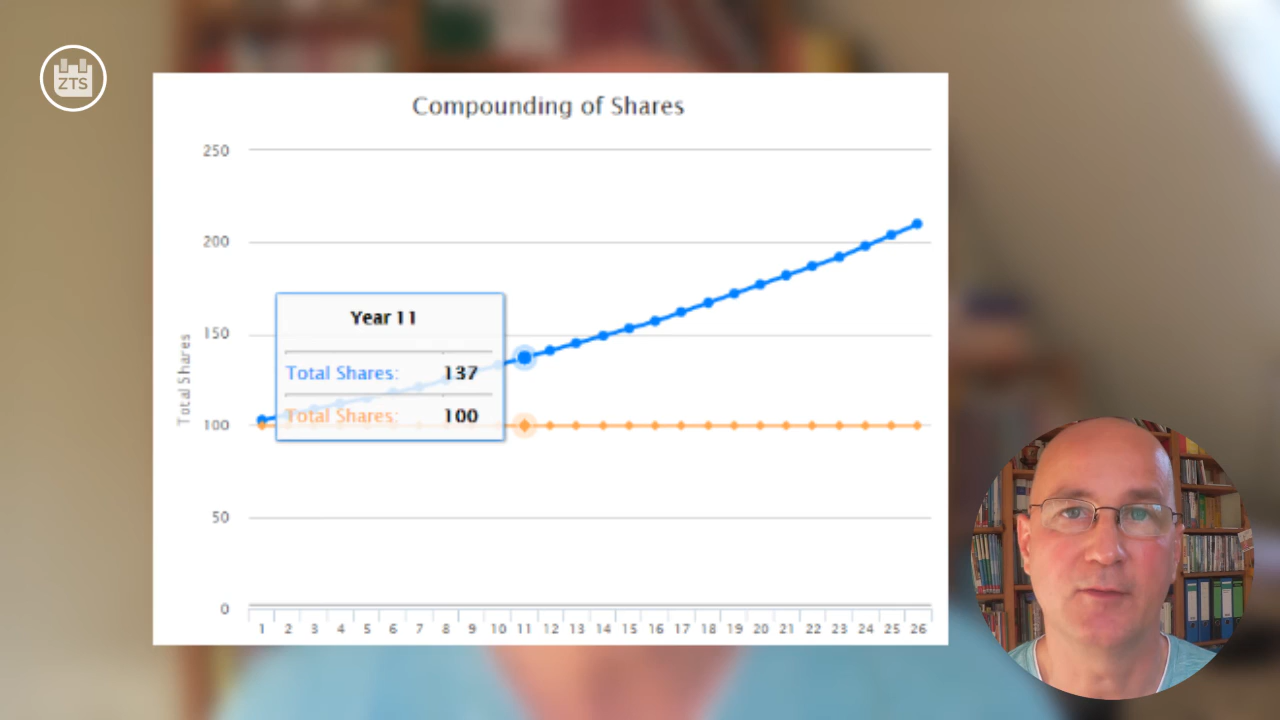 ZTS
Compounding of Shares
250
200
150
100
50
0
Total Shares
Year 11
Total Shares: 137
Total Shares: 100
1 2 3 4 5 6 7 8 9 10 11 12 13 14 15 16 17 18 19 20 21 22 23 24 25 26